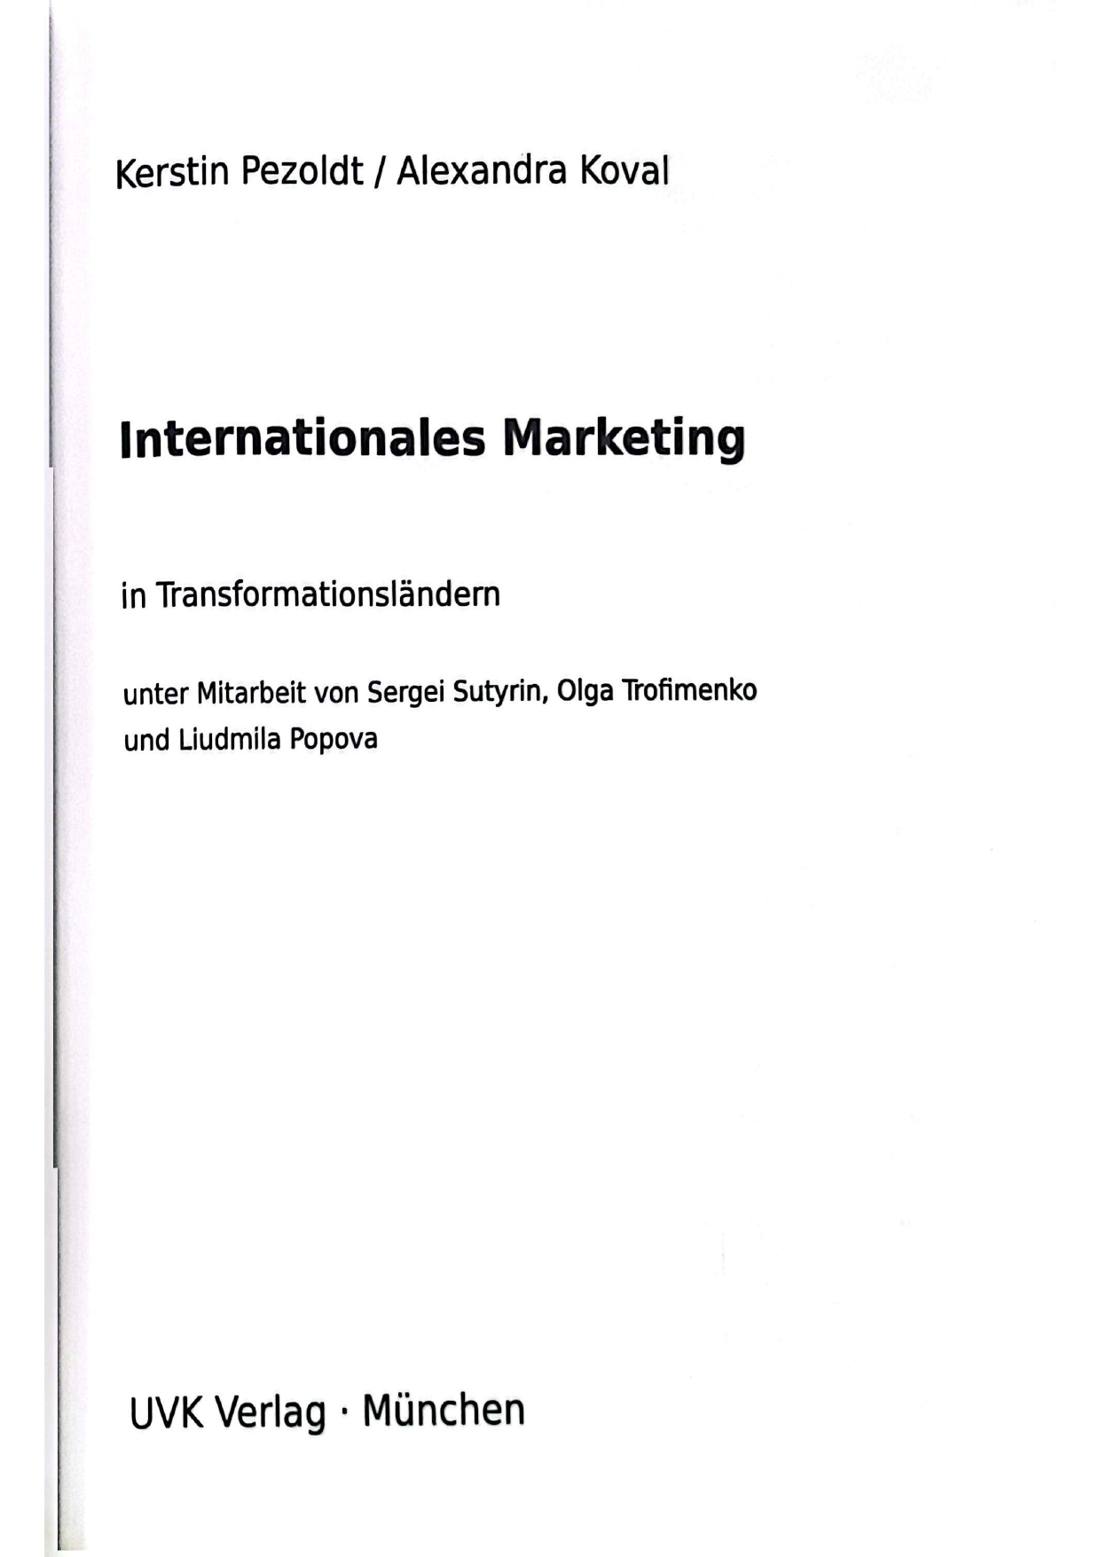 Kerstin Pezoldt / Alexandra Koval
Internationales Marketing
in Transformationsländern
unter Mitarbeit von Sergei Sutyrin, Olga Trofimenko
und Liudmila Popova
UVK Verlag · München